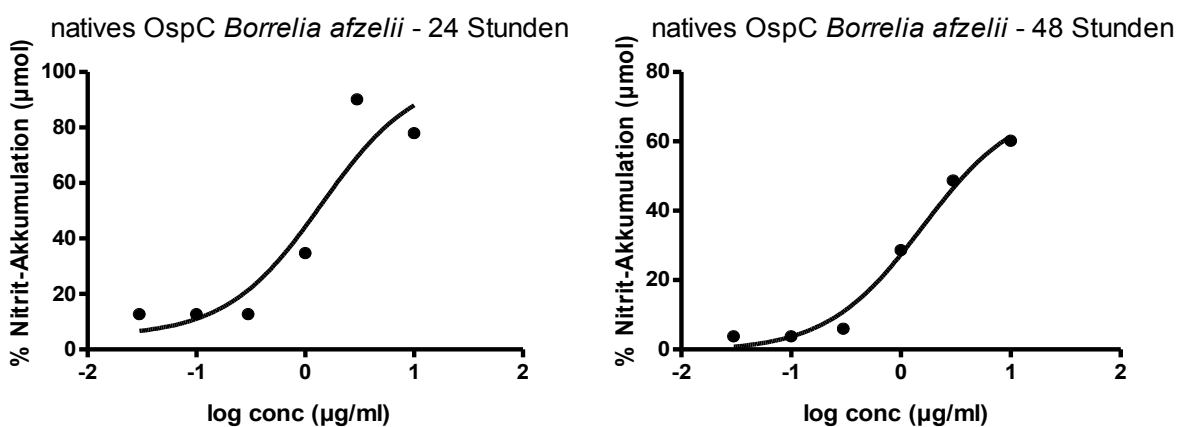 natives OspC Borrelia afzelii - 24 Stunden
% Nitrit-Akkumulation (µmol)
100
80
60
40
20
0
-2 -1 0 1 2
log conc (µg/ml)
natives OspC Borrelia afzelii - 48 Stunden
% Nitrit-Akkumulation (µmol)
80
60
40
20
0
-2 -1 0 1 2
log conc (µg/ml)